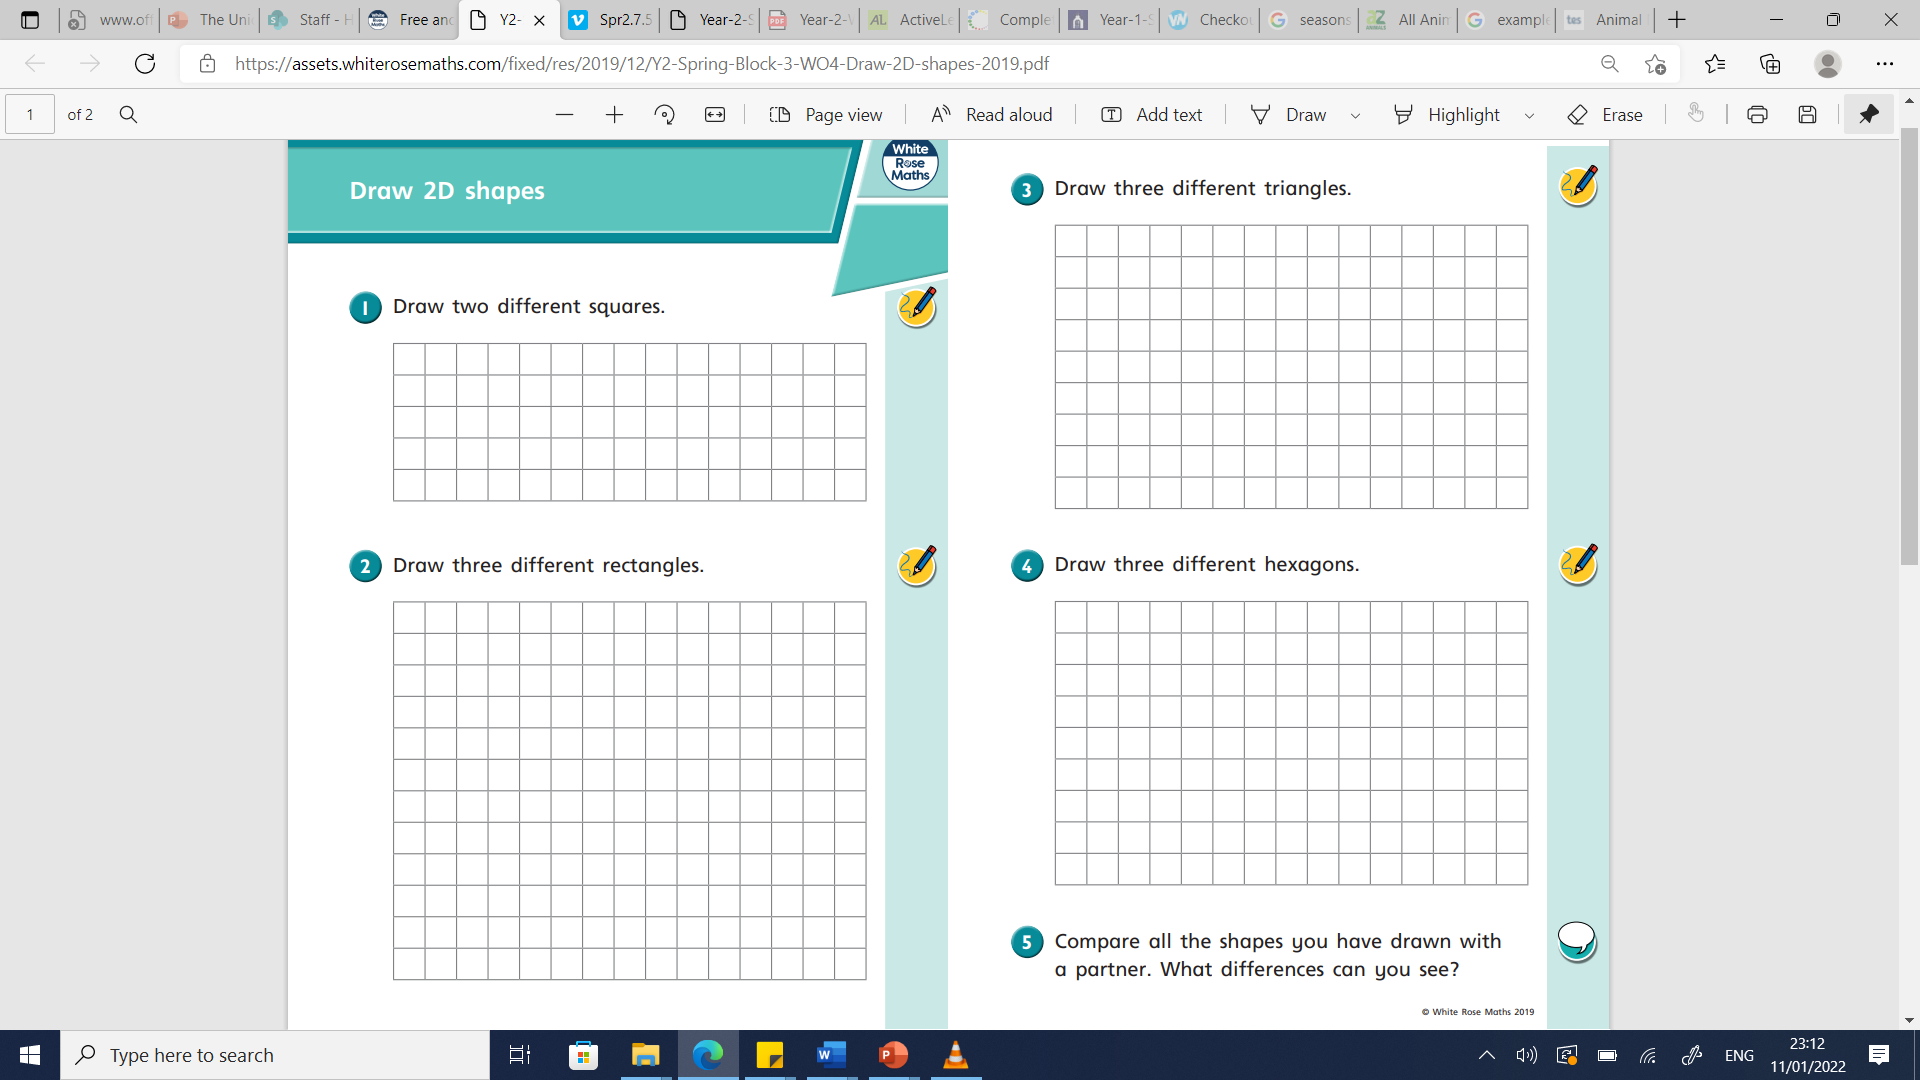 www.of
The Uni
Staff - H
Free an
Y2-
Spr2.7.5
Year-2-S
Year-2-V
ActiveLe
Comple
Year-1-S
Checkou
seasons
All Anim
example
Animal
https://assets.whiterosemaths.com/fixed/res/2019/12/Y2-Spring-Block-3-WO4-Draw-2D-shapes-2019.pdf
1 of 2
Page view
Read aloud
Add text
Draw
Highlight
Erase
White
Rose
Maths
Draw 2D shapes
1 Draw two different squares.
2 Draw three different rectangles.
3 Draw three different triangles.
4 Draw three different hexagons.
5 Compare all the shapes you have drawn with
a partner. What differences can you see?
© White Rose Maths 2019
Type here to search
ENG
23:12
11/01/2022